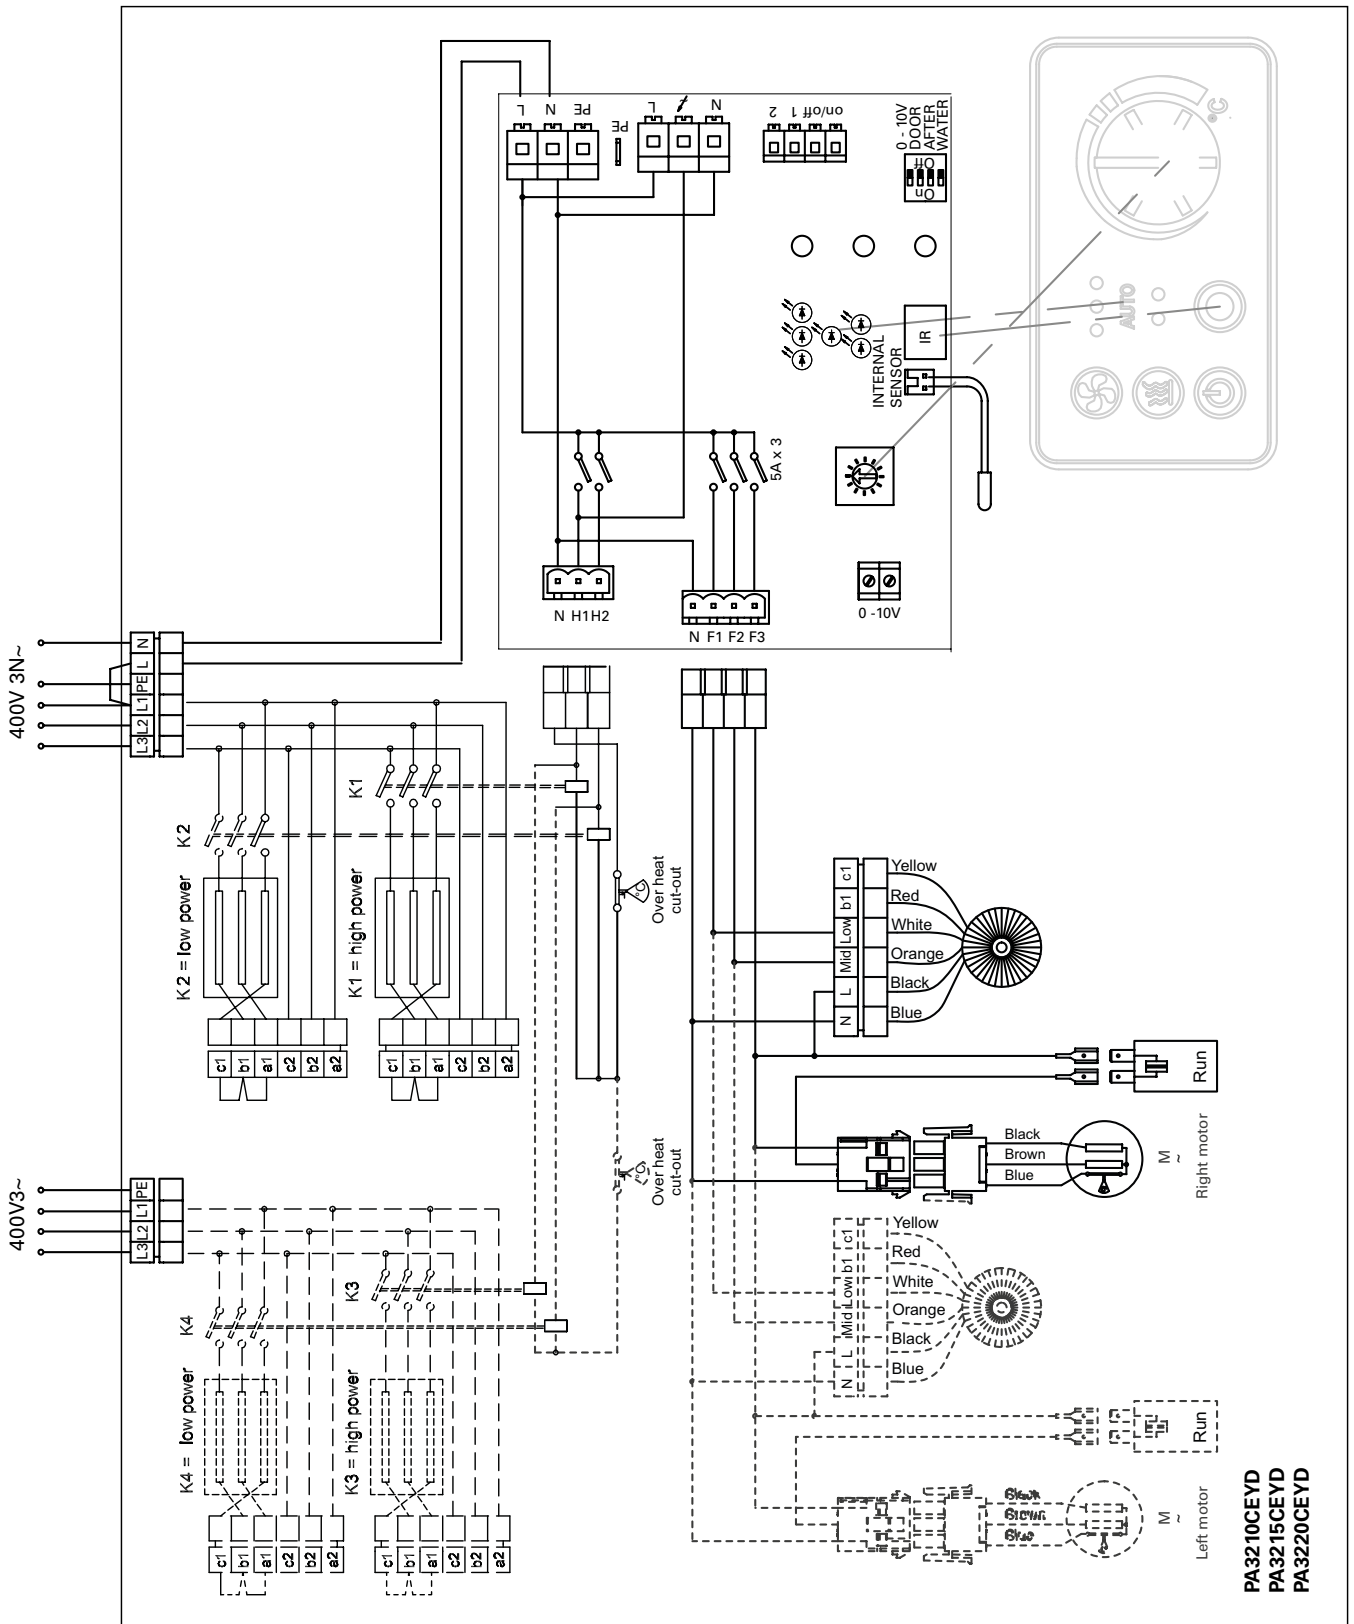 L
N
PE
PE
L
N
2
1
on/off
0 - 10V
DOOR
AFTER
WATER
Off
On
°C
AUTO
IR
INTERNAL
SENSOR
5A x 3
N H1 H2
N F1 F2 F3
0 -10V
400V 3N~
N
L
PE
L1
L2
L3
K1
K2
K2 = low power
K1 = high power
c1
b1
a1
c2
b2
a2
c1
b1
a1
c2
b2
a2
°C
Over heat
cut-out
c1
b1
Low
Mid
L
N
Yellow
Red
White
Orange
Black
Blue
Run
Black
Brown
Blue
M
~
Right motor
400V3~
PE
L1
L2
L3
K3
K4
K4 = low power
K3 = high power
c1
b1
a1
c2
b2
a2
c1
b1
a1
c2
b2
a2
°C
Over heat
cut-out
c1
b1
Low
Mid
L
N
Yellow
Red
White
Orange
Black
Blue
Run
Black
Brown
Blue
M
~
Left motor
PA3210CEYD
PA3215CEYD
PA3220CEYD